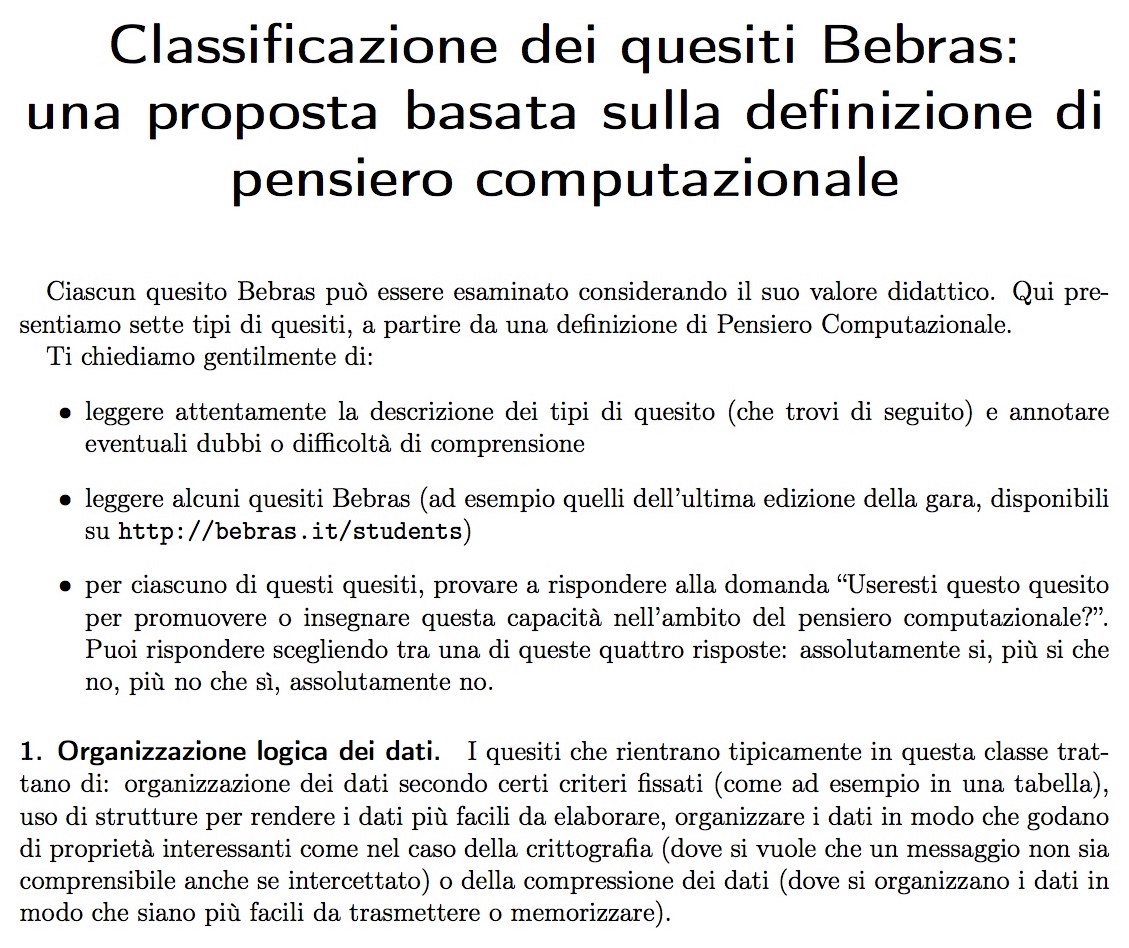 Classificazione dei quesiti Bebras:
una proposta basata sulla definizione di
pensiero computazionale
Ciascun quesito Bebras può essere esaminato considerando il suo valore didattico. Qui pre-
sentiamo sette tipi di quesiti, a partire da una definizione di Pensiero Computazionale.
Ti chiediamo gentilmente di:
• leggere attentamente la descrizione dei tipi di quesito (che trovi di seguito) e annotare
eventuali dubbi o difficoltà di comprensione
• leggere alcuni quesiti Bebras (ad esempio quelli dell'ultima edizione della gara, disponibili
su http://bebras.it/students)
• per ciascuno di questi quesiti, provare a rispondere alla domanda “Useresti questo quesito
per promuovere o insegnare questa capacità nell'ambito del pensiero computazionale?”.
Puoi rispondere scegliendo tra una di queste quattro risposte: assolutamente si, più si che
no, più no che sì, assolutamente no.
1. Organizzazione logica dei dati. I quesiti che rientrano tipicamente in questa classe trat-
tano di: organizzazione dei dati secondo certi criteri fissati (come ad esempio in una tabella),
uso di strutture per rendere i dati più facili da elaborare, organizzare i dati in modo che godano
di proprietà interessanti come nel caso della crittografia (dove si vuole che un messaggio non sia
comprensibile anche se intercettato) o della compressione dei dati (dove si organizzano i dati in
modo che siano più facili da trasmettere o memorizzare).